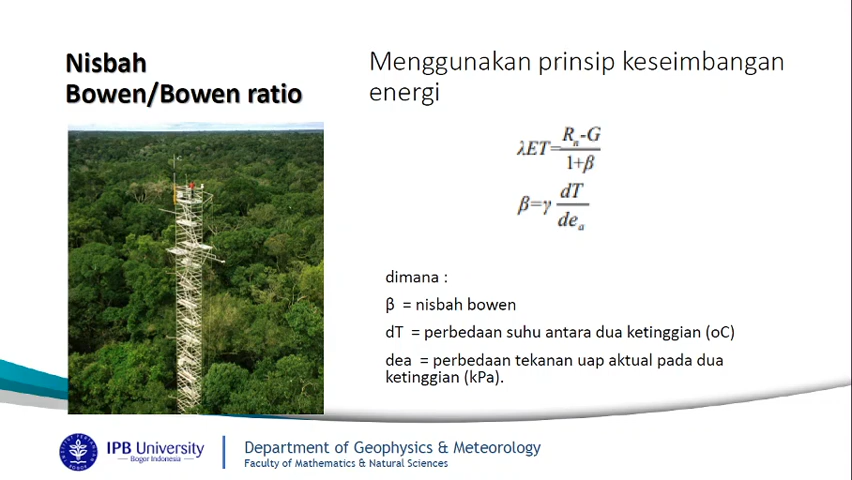 Nisbah
Bowen/Bowen ratio
Menggunakan prinsip keseimbangan
energi
λET=
Rn-G
1+β
β=γ
dT
dea
dimana :
β = nisbah bowen
dT = perbedaan suhu antara dua ketinggian (oC)
dea = perbedaan tekanan uap aktual pada dua
ketinggian (kPa).
IPB University
Bogor Indonesia
Department of Geophysics & Meteorology
Faculty of Mathematics & Natural Sciences